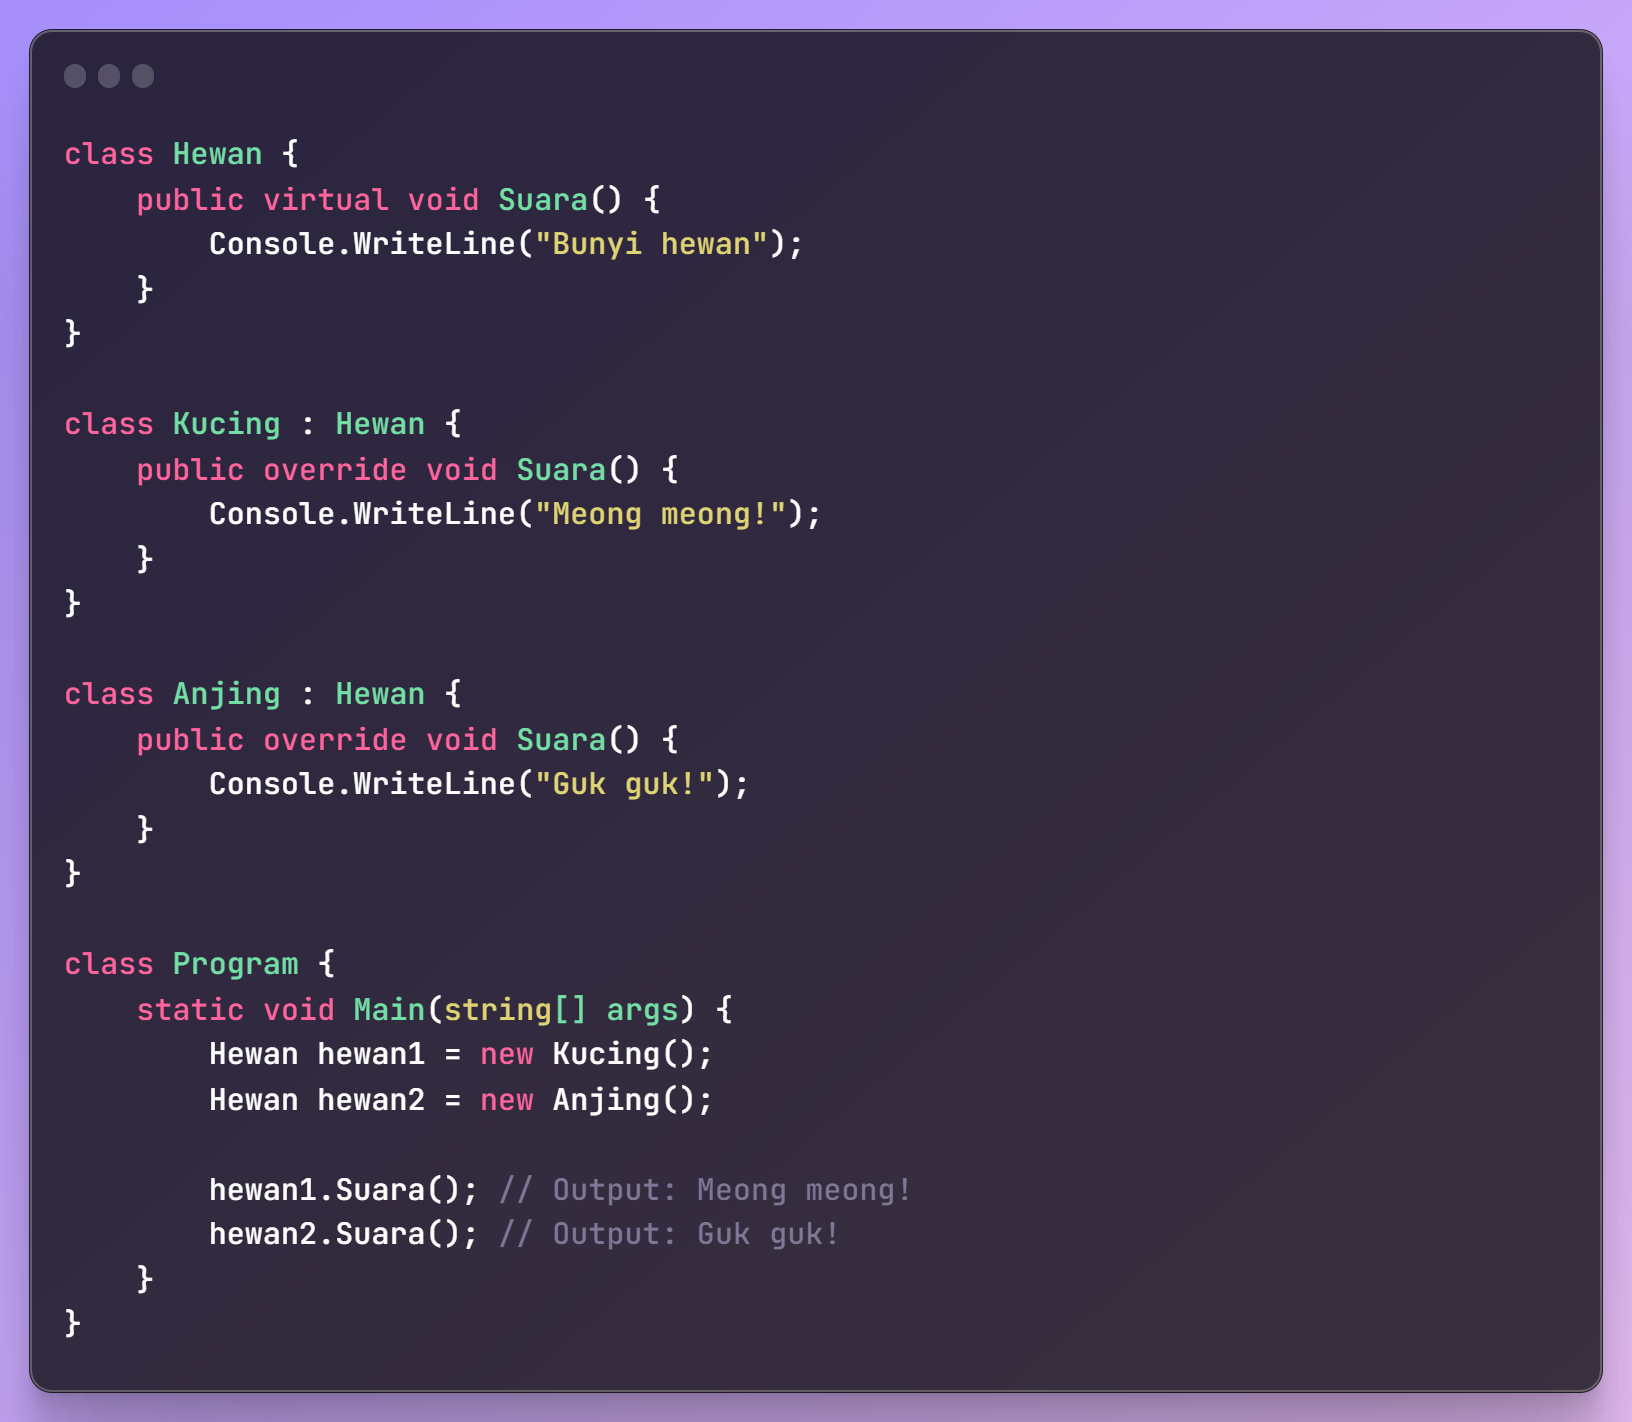 class Hewan {
    public virtual void Suara() {
        Console.WriteLine("Bunyi hewan");
    }
}

class Kucing : Hewan {
    public override void Suara() {
        Console.WriteLine("Meong meong!");
    }
}

class Anjing : Hewan {
    public override void Suara() {
        Console.WriteLine("Guk guk!");
    }
}

class Program {
    static void Main(string[] args) {
        Hewan hewan1 = new Kucing();
        Hewan hewan2 = new Anjing();

        hewan1.Suara(); // Output: Meong meong!
        hewan2.Suara(); // Output: Guk guk!
    }
}